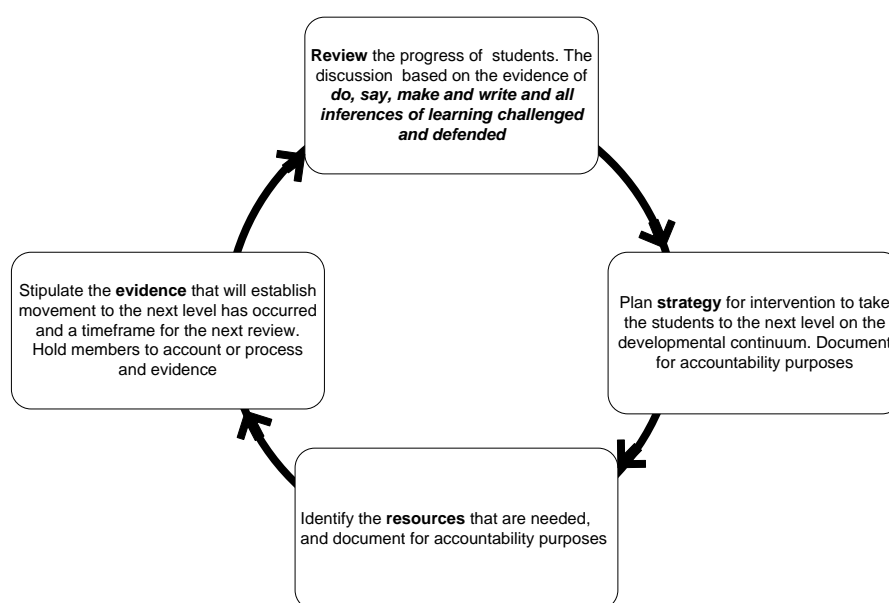 Review the progress of students. The
discussion based on the evidence of
do, say, make and write and all
inferences of learning challenged
and defended
Plan strategy for intervention to take
the students to the next level on the
developmental continuum. Document
for accountability purposes
Identify the resources that are needed,
and document for accountability purposes
Stipulate the evidence that will establish
movement to the next level has occurred
and a timeframe for the next review.
Hold members to account or process
and evidence